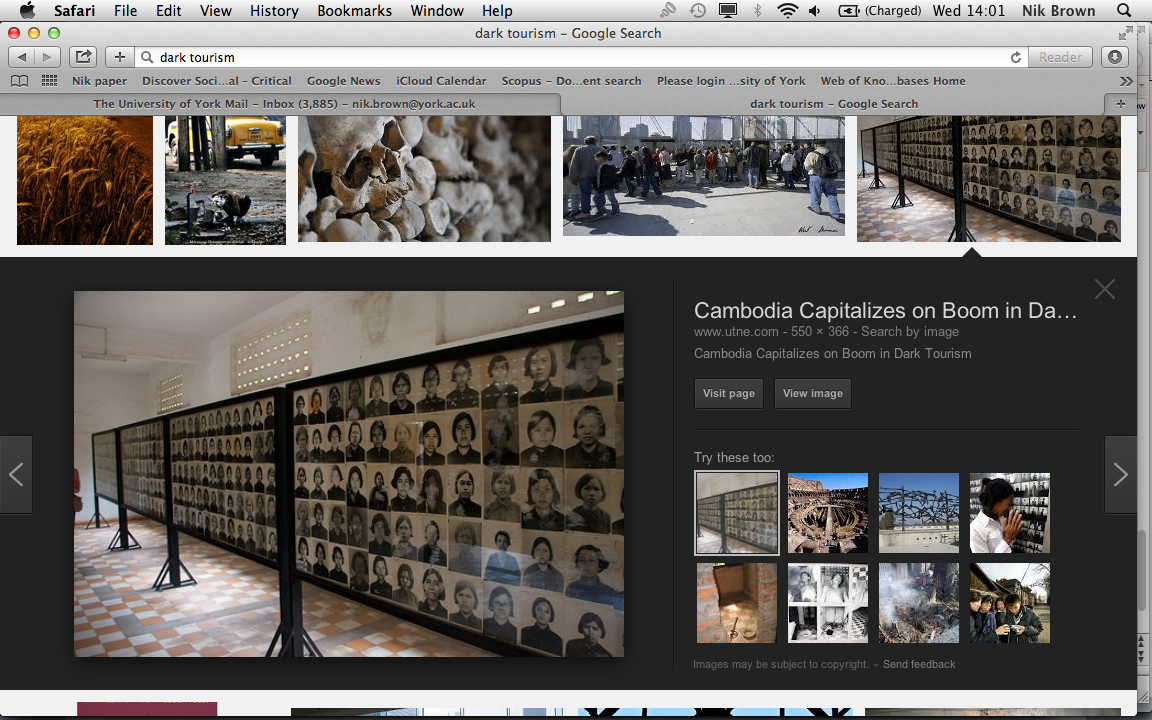 Safari File Edit View History Bookmarks Window Help (Charged) Wed 14:01 Nik Brown
dark tourism – Google Search
dark tourism Reader
Nik paper Discover Soci...al – Critical Google News iCloud Calendar Scopus – Do...ent search Please login ...sity of York Web of Kno...bases Home
The University of York Mail – Inbox (3,885) – nik.brown@york.ac.uk dark tourism – Google Search
Cambodia Capitalizes on Boom in Da...
www.utne.com - 550 × 366 - Search by image
Cambodia Capitalizes on Boom in Dark Tourism
Visit page View image
Try these too:
Images may be subject to copyright. - Send feedback